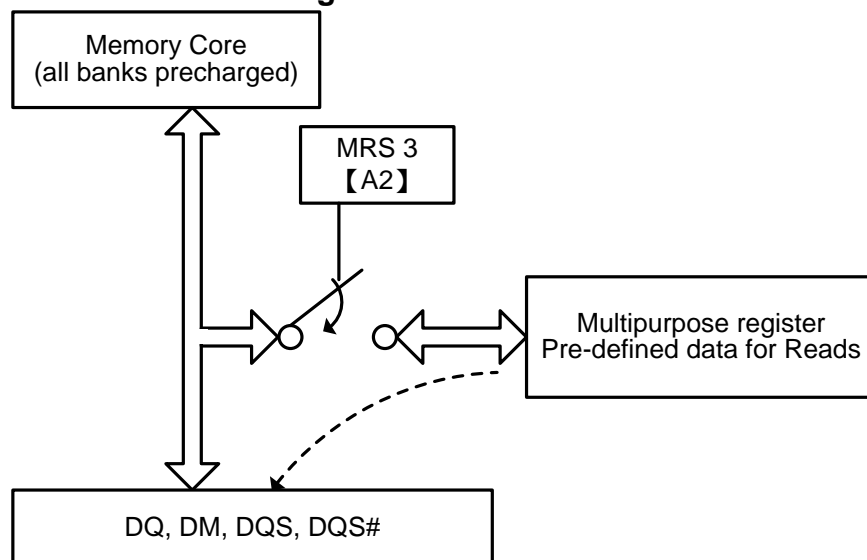 Memory Core
(all banks precharged)
MRS 3
【A2】
Multipurpose register
Pre-defined data for Reads
DQ, DM, DQS, DQS#